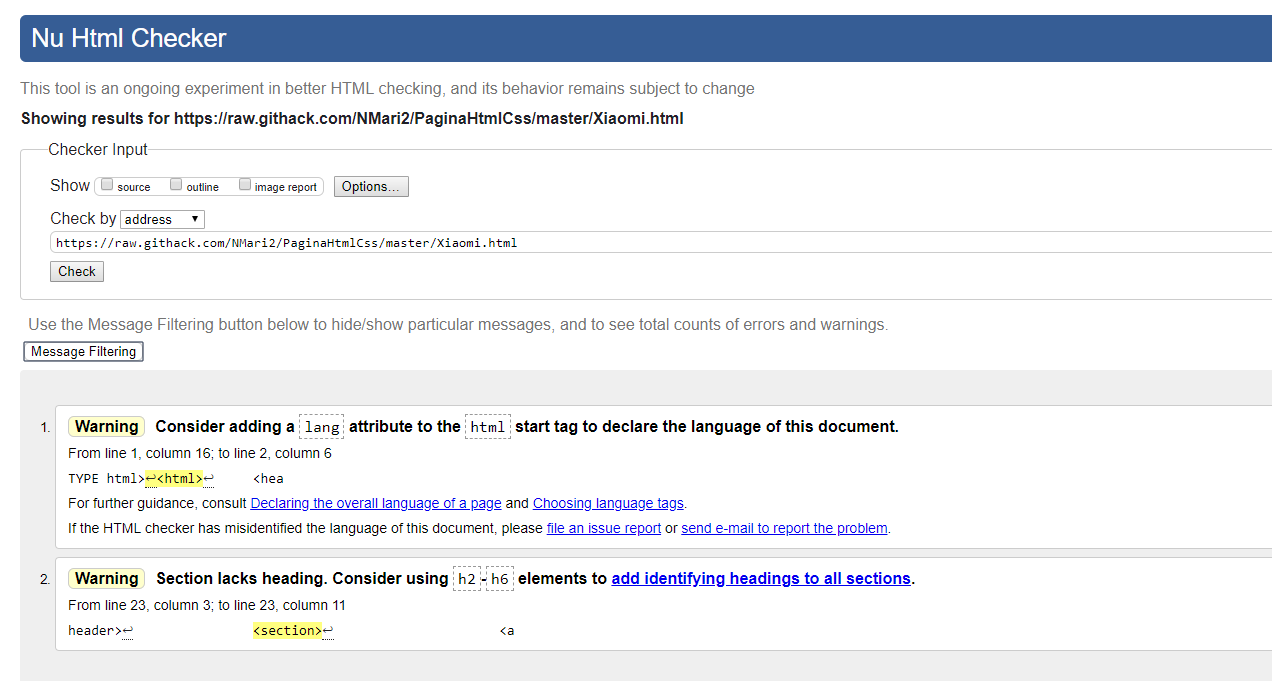 Nu Html Checker
This tool is an ongoing experiment in better HTML checking, and its behavior remains subject to change
Showing results for https://raw.githack.com/NMari2/PaginaHtmlCss/master/Xiaomi.html
Checker Input
Show source outline image report Options...
Check by address ▼
https://raw.githack.com/NMari2/PaginaHtmlCss/master/Xiaomi.html
Check
Use the Message Filtering button below to hide/show particular messages, and to see total counts of errors and warnings.
Message Filtering
1. Warning Consider adding a lang attribute to the html start tag to declare the language of this document.
From line 1, column 16; to line 2, column 6
TYPE html>↩<html>↩ <hea
For further guidance, consult Declaring the overall language of a page and Choosing language tags.
If the HTML checker has misidentified the language of this document, please file an issue report or send e-mail to report the problem.
2. Warning Section lacks heading. Consider using h2-h6 elements to add identifying headings to all sections.
From line 23, column 3; to line 23, column 11
header>↩ <section>↩ <a